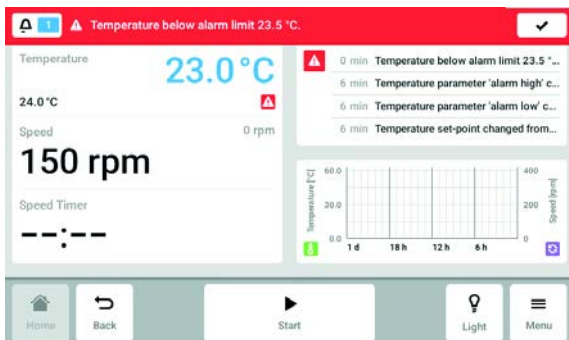 1 Temperature below alarm limit 23.5 °C.
Temperature
23.0°C
24.0°C
Speed 0 rpm
150 rpm
Speed Timer
--:--
0 min Temperature below alarm limit 23.5 °...
6 min Temperature parameter 'alarm high' c...
6 min Temperature parameter 'alarm low' c...
6 min Temperature set-point changed from...
Temperature [°C]
60.0
20.0
0.0
1 d 18 h 12 h 6 h
400
200
0
Speed [rpm]
Home Back Start Light Menu